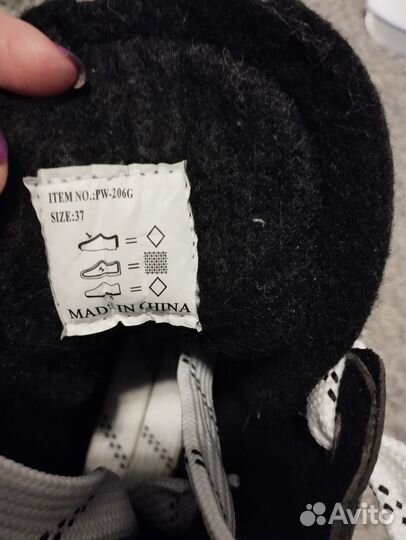 ITEM NO.:PW-206G
SIZE:37
=
=
=
MADE IN CHINA
Avito